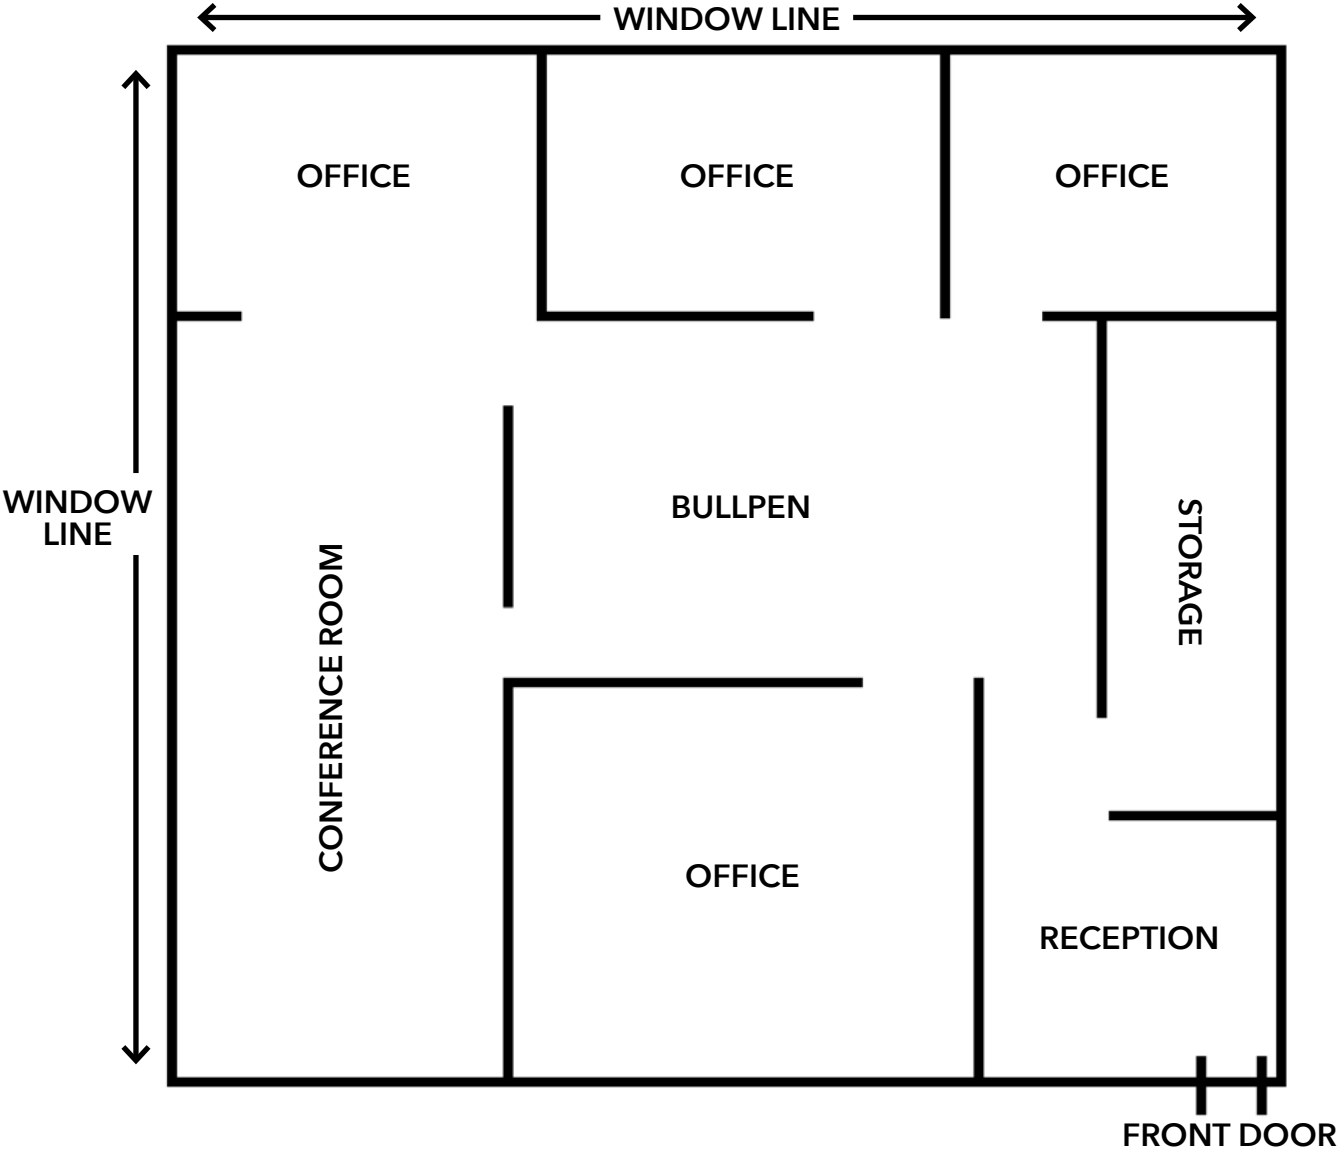 WINDOW LINE
OFFICE
OFFICE
OFFICE
WINDOW
LINE
BULLPEN
STORAGE
CONFERENCE ROOM
OFFICE
RECEPTION
FRONT DOOR